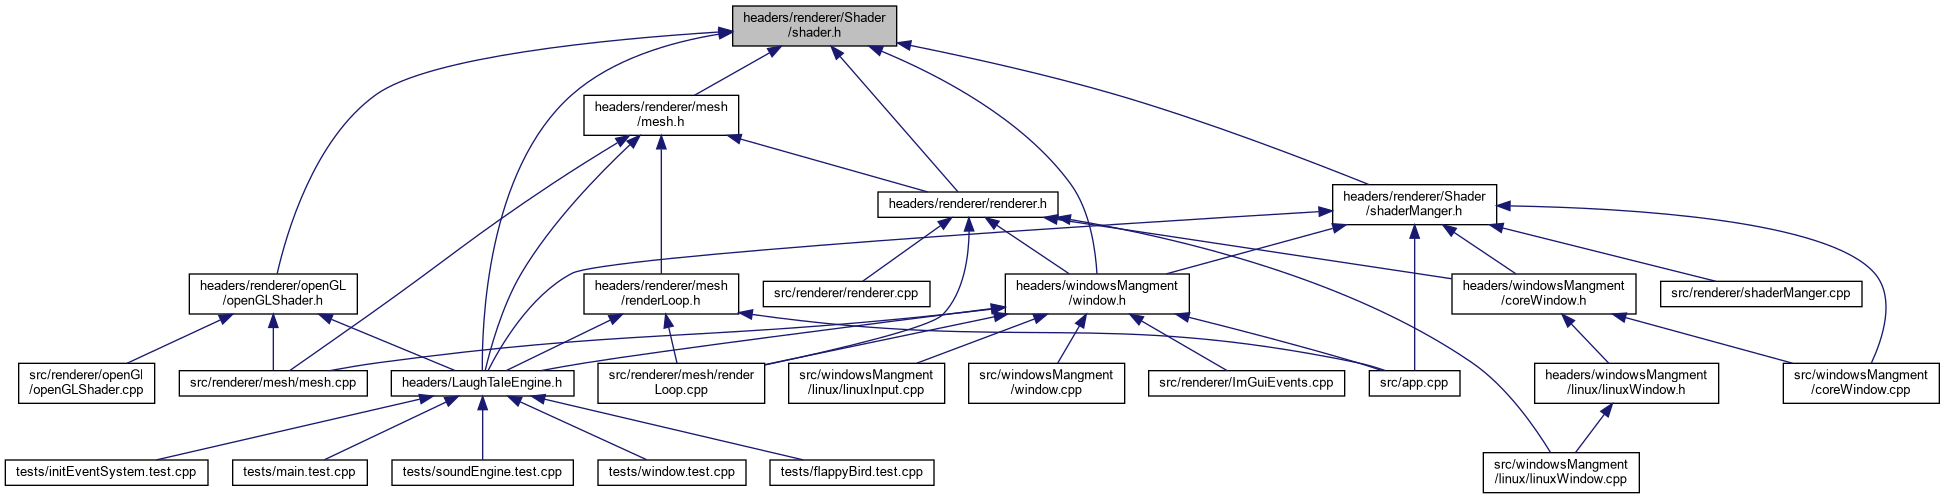 headers/renderer/Shader
/shader.h
headers/renderer/mesh
/mesh.h
headers/renderer/renderer.h
headers/renderer/Shader
/shaderManger.h
headers/renderer/openGL
/openGLShader.h
headers/renderer/mesh
/renderLoop.h
src/renderer/renderer.cpp
headers/windowsMangment
/window.h
headers/windowsMangment
/coreWindow.h
src/renderer/shaderManger.cpp
src/renderer/openGl
/openGLShader.cpp
src/renderer/mesh/mesh.cpp
headers/LaughTaleEngine.h
src/renderer/mesh/render
Loop.cpp
src/windowsMangment
/linux/linuxInput.cpp
src/windowsMangment
/window.cpp
src/renderer/ImGuiEvents.cpp
src/app.cpp
headers/windowsMangment
/linux/linuxWindow.h
src/windowsMangment
/coreWindow.cpp
tests/initEventSystem.test.cpp
tests/main.test.cpp
tests/soundEngine.test.cpp
tests/window.test.cpp
tests/flappyBird.test.cpp
src/windowsMangment
/linux/linuxWindow.cpp